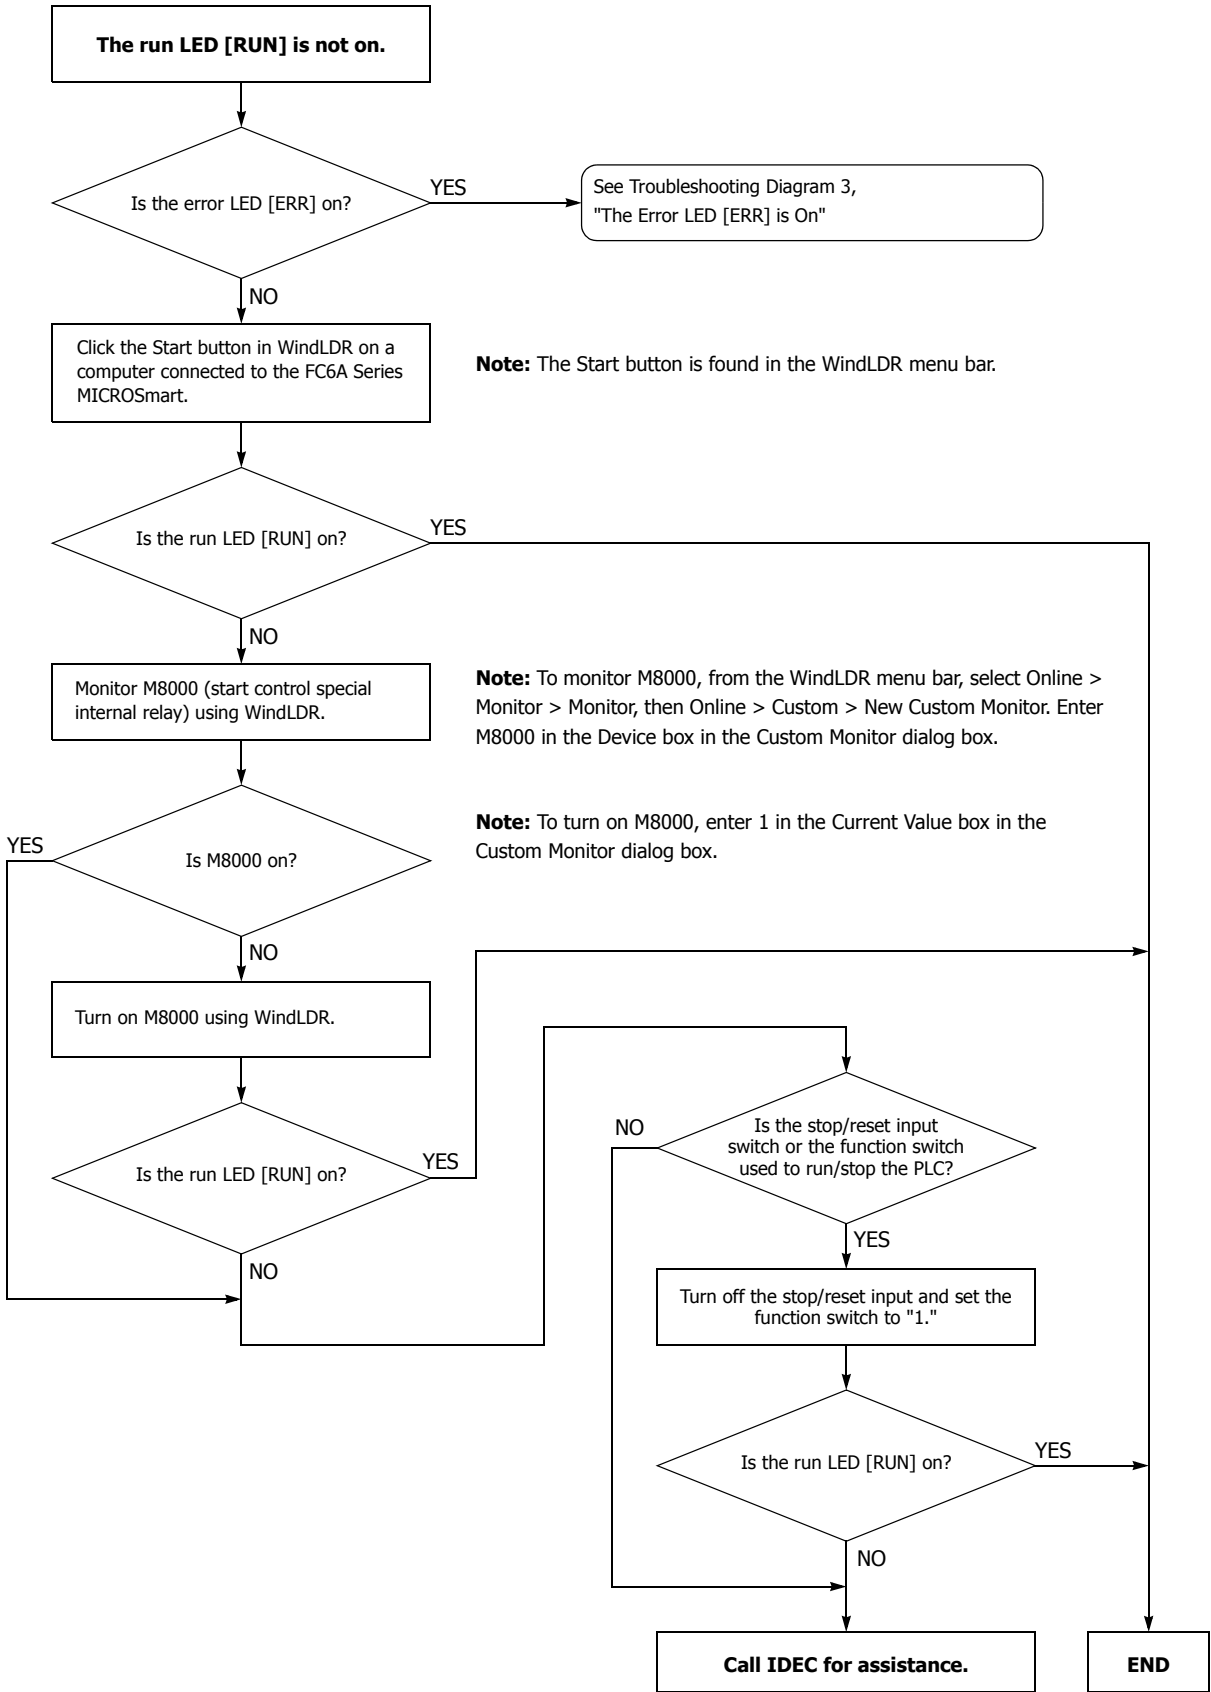 The run LED [RUN] is not on.
Is the error LED [ERR] on?
YES
See Troubleshooting Diagram 3,
"The Error LED [ERR] is On"
NO
Click the Start button in WindLDR on a
computer connected to the FC6A Series
MICROSmart.
Note: The Start button is found in the WindLDR menu bar.
Is the run LED [RUN] on?
YES
NO
Monitor M8000 (start control special
internal relay) using WindLDR.
Note: To monitor M8000, from the WindLDR menu bar, select Online >
Monitor > Monitor, then Online > Custom > New Custom Monitor. Enter
M8000 in the Device box in the Custom Monitor dialog box.
Note: To turn on M8000, enter 1 in the Current Value box in the
Custom Monitor dialog box.
YES
Is M8000 on?
NO
Turn on M8000 using WindLDR.
Is the run LED [RUN] on?
YES
NO
NO
Is the stop/reset input
switch or the function switch
used to run/stop the PLC?
YES
Turn off the stop/reset input and set the
function switch to "1."
Is the run LED [RUN] on?
YES
NO
Call IDEC for assistance.
END